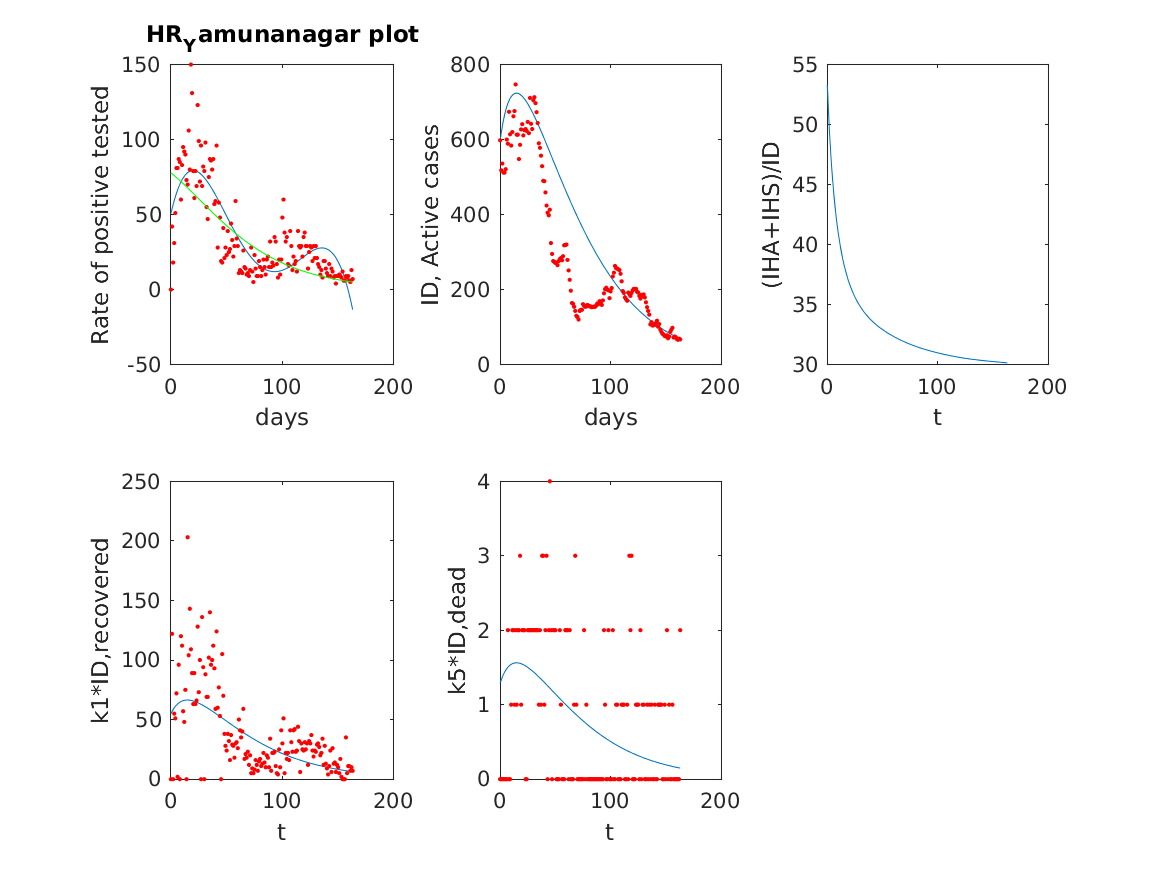 HR_Yamunanagar plot
150
100
50
0
-50
Rate of positive tested
0 100 200
days
800
600
400
200
0
ID, Active cases
0 100 200
days
55
50
45
40
35
30
(IHA+IHS)/ID
0 100 200
t
250
200
150
100
50
0
k1*ID,recovered
0 100 200
t
4
3
2
1
0
k5*ID,dead
0 100 200
t